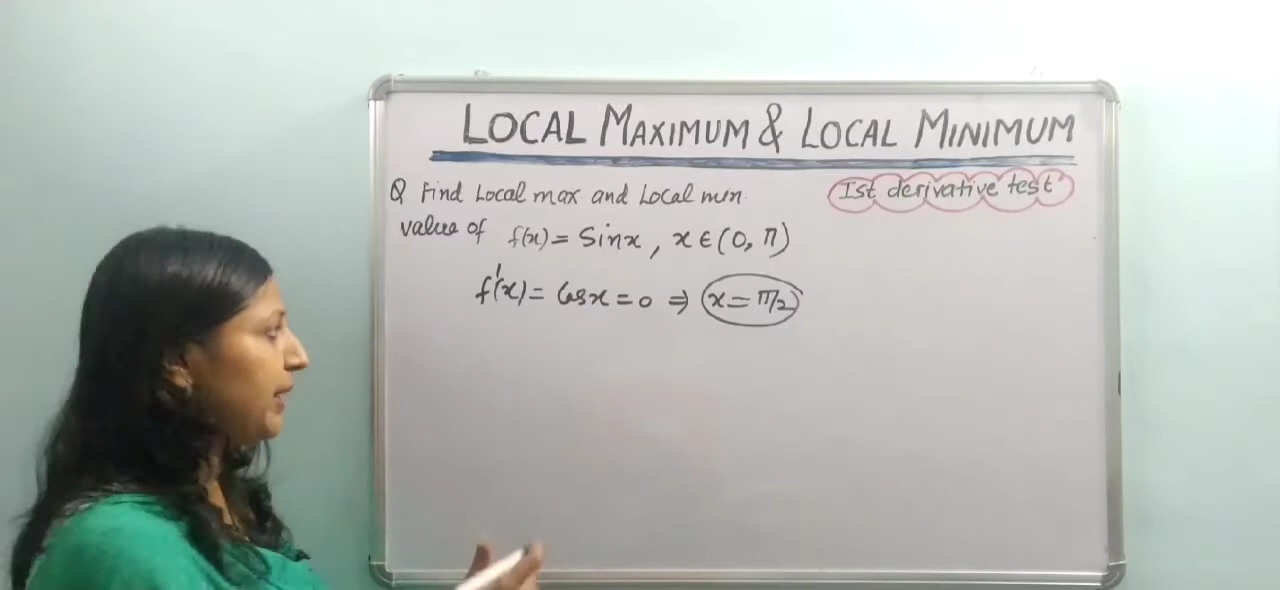 LOCAL MAXIMUM & LOCAL MINIMUM
Q Find Local max and Local min
Ist derivative test
value of f(x) = Sinx, x ∈ (0, π)
f'(x) = Cosx = 0 ⇒ x = π/2